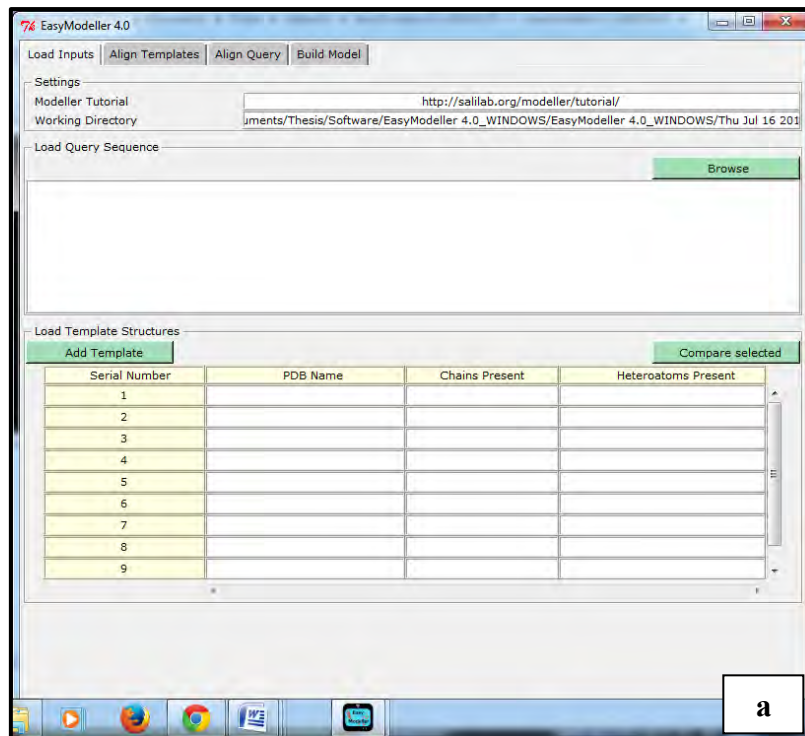 EasyModeller 4.0
Load Inputs Align Templates Align Query Build Model
Settings
Modeller Tutorial http://salilab.org/modeller/tutorial/
Working Directory uments/Thesis/Software/EasyModeller 4.0_WINDOWS/EasyModeller 4.0_WINDOWS/Thu Jul 16 201
Load Query Sequence
Browse
Load Template Structures
Add Template Compare selected
Serial Number PDB Name Chains Present Heteroatoms Present
1
2
3
4
5
6
7
8
9
a